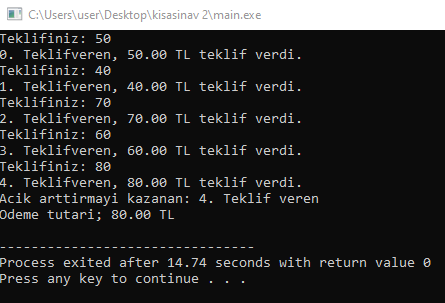 C:\Users\user\Desktop\kisasinav 2\main.exe
Teklifiniz: 50
0. Teklifveren, 50.00 TL teklif verdi.
Teklifiniz: 40
1. Teklifveren, 40.00 TL teklif verdi.
Teklifiniz: 70
2. Teklifveren, 70.00 TL teklif verdi.
Teklifiniz: 60
3. Teklifveren, 60.00 TL teklif verdi.
Teklifiniz: 80
4. Teklifveren, 80.00 TL teklif verdi.
Acik arttirmayi kazanan: 4. Teklif veren
Odeme tutari; 80.00 TL
--------------------------------
Process exited after 14.74 seconds with return value 0
Press any key to continue . . .